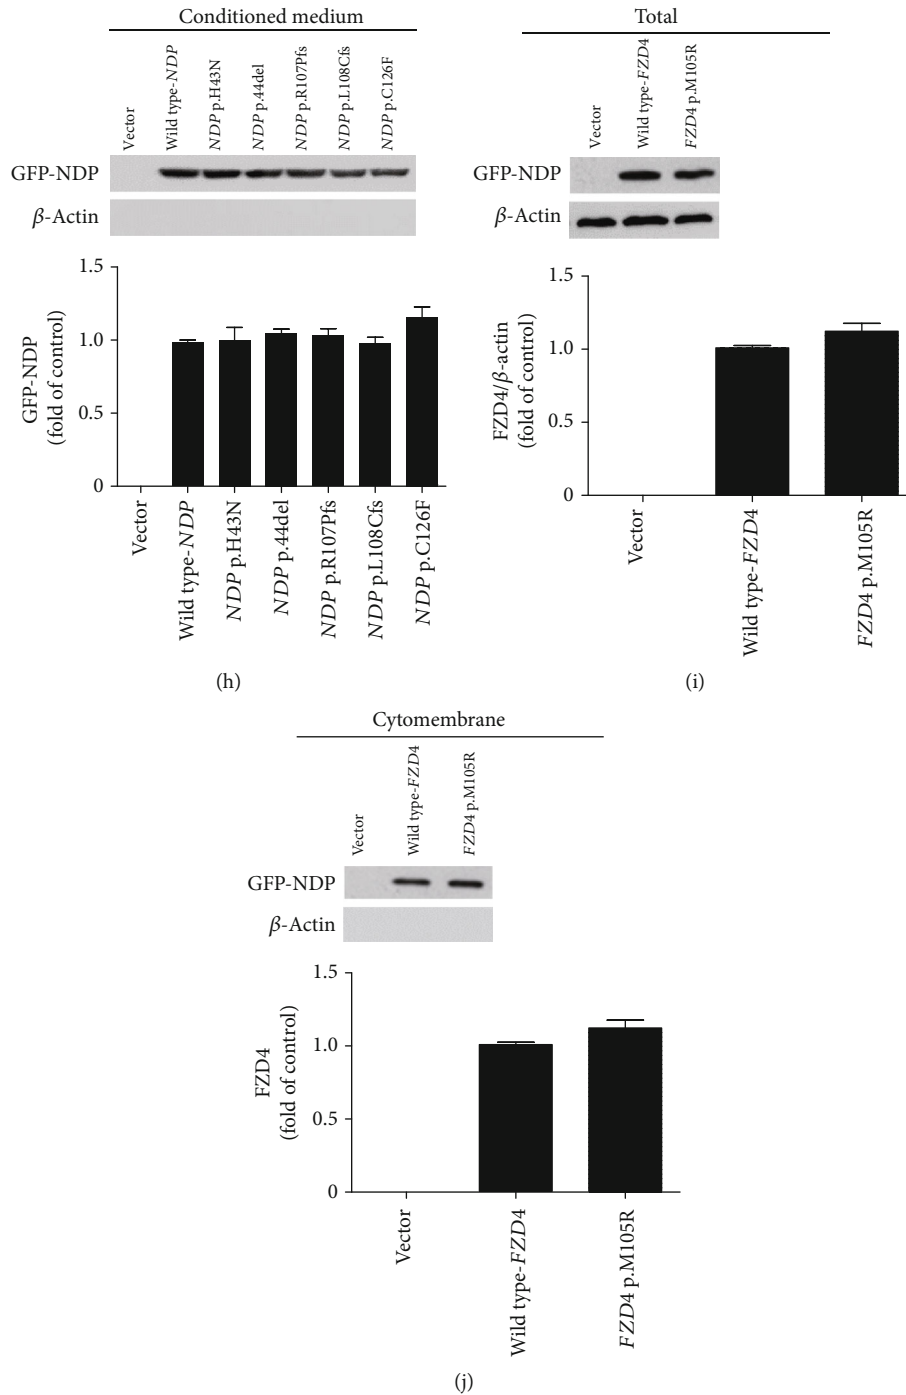 Conditioned medium
Vector
Wild type-NDP
NDP p.H43N
NDP p.44del
NDP p.R107Pfs
NDP p.L108Cfs
NDP p.C126F
GFP-NDP
β-Actin
1.5
1.0
0.5
0
GFP-NDP
(fold of control)
Vector
Wild type-NDP
NDP p.H43N
NDP p.44del
NDP p.R107Pfs
NDP p.L108Cfs
NDP p.C126F
(h)
Total
Vector
Wild type-FZD4
FZD4 p.M105R
GFP-NDP
β-Actin
1.5
1.0
0.5
0
FZD4/β-actin
(fold of control)
Vector
Wild type-FZD4
FZD4 p.M105R
(i)
Cytomembrane
Vector
Wild type-FZD4
FZD4 p.M105R
GFP-NDP
β-Actin
1.5
1.0
0.5
0
FZD4
(fold of control)
Vector
Wild type-FZD4
FZD4 p.M105R
(j)